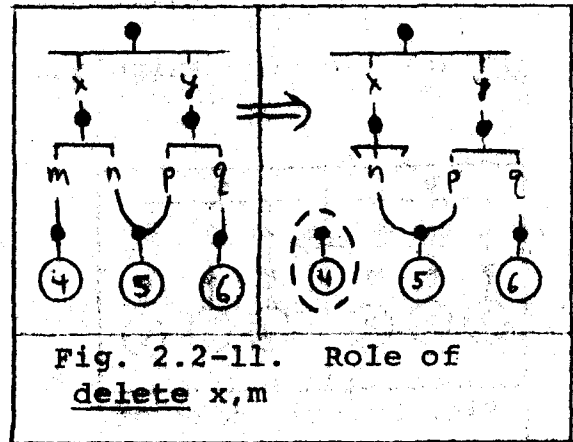 x y x y
⇒
m n p q n p q
4 5 6 4 5 6
Fig. 2.2-11. Role of
delete x,m